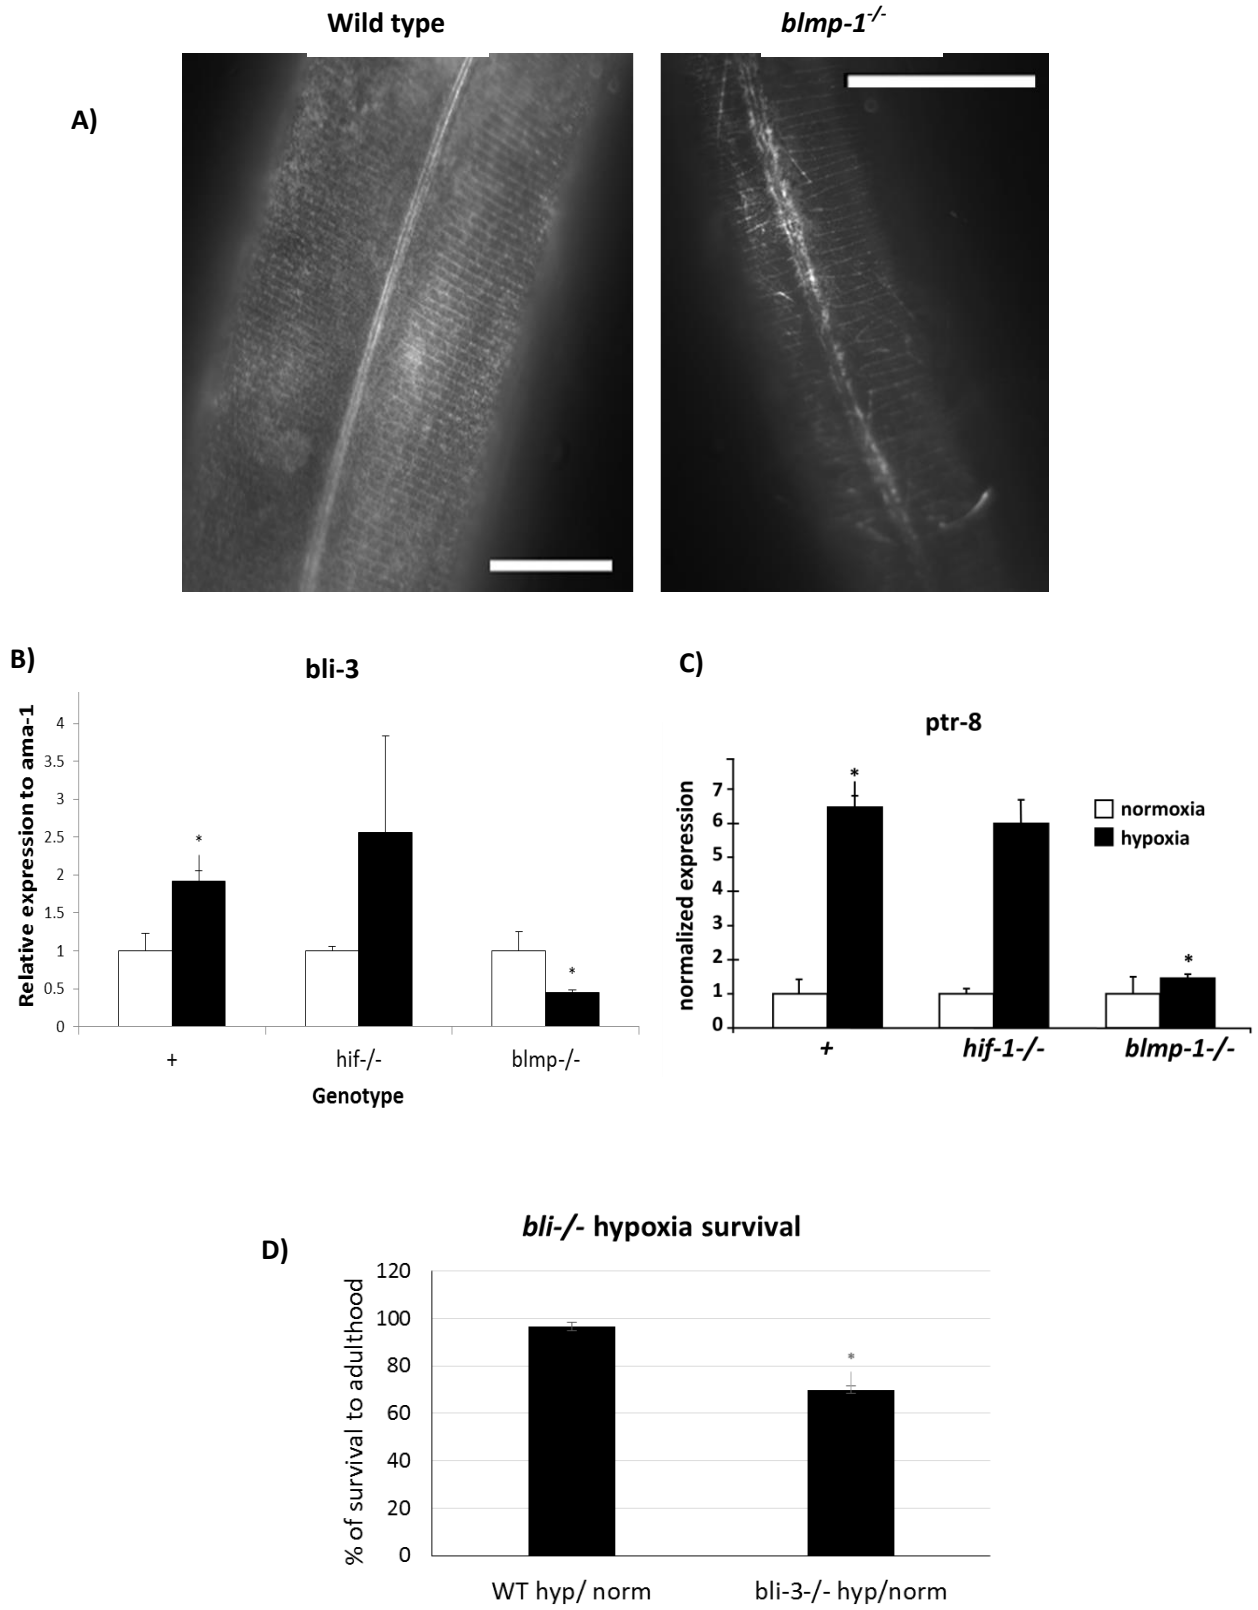 Wild type
blmp-1-/-
A)
B)
bli-3
Relative expression to ama-1
4
3.5
3
2.5
2
1.5
1
0.5
0
*
*
+
hif-/-
blmp-/-
Genotype
C)
ptr-8
normalized expression
7
6
5
4
3
2
1
0
*
*
normoxia
hypoxia
+
hif-1-/-
blmp-1-/-
D)
bli-/- hypoxia survival
% of survival to adulthood
120
100
80
60
40
20
0
*
WT hyp/ norm
bli-3-/- hyp/norm